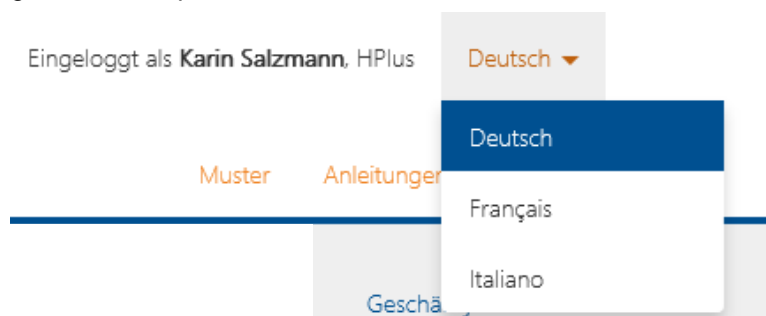 Eingeloggt als Karin Salzmann, HPlus Deutsch
Deutsch
Muster
Français
Italiano